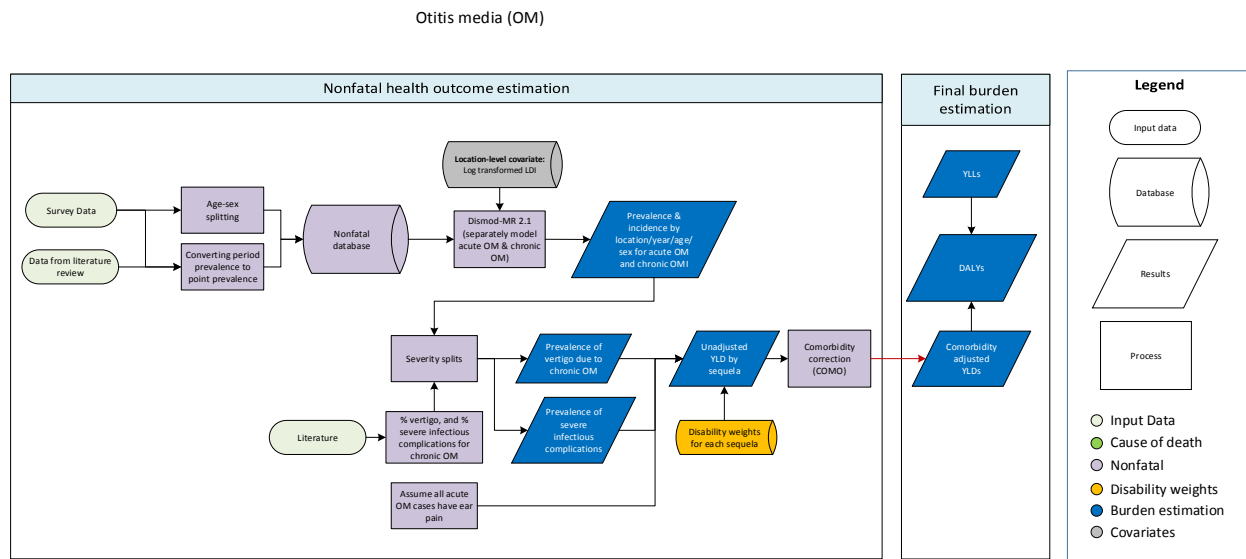 Otitis media (OM)
Nonfatal health outcome estimation
Final burden
estimation
Legend
Input data
Database
Results
Process
Input Data
Cause of death
Nonfatal
Disability weights
Burden estimation
Covariates
Location-level covariate:
Log transformed LDI
Survey Data
Age-sex
splitting
Data from literature
review
Converting period
prevalence to
point prevalence
Nonfatal
database
Dismod-MR 2.1
(separately model
acute OM & chronic
OM)
Prevalence &
incidence by
location/year/age/
sex for acute OM
and chronic OMI
Severity splits
Literature
% vertigo, and %
severe infectious
complications for
chronic OM
Assume all acute
OM cases have ear
pain
Prevalence of
vertigo due to
chronic OM
Prevalence of
severe
infectious
complications
Unadjusted
YLD by
sequela
Disability weights
for each sequela
Comorbidity
correction
(COMO)
YLLs
DALYs
Comorbidity
adjusted
YLDs